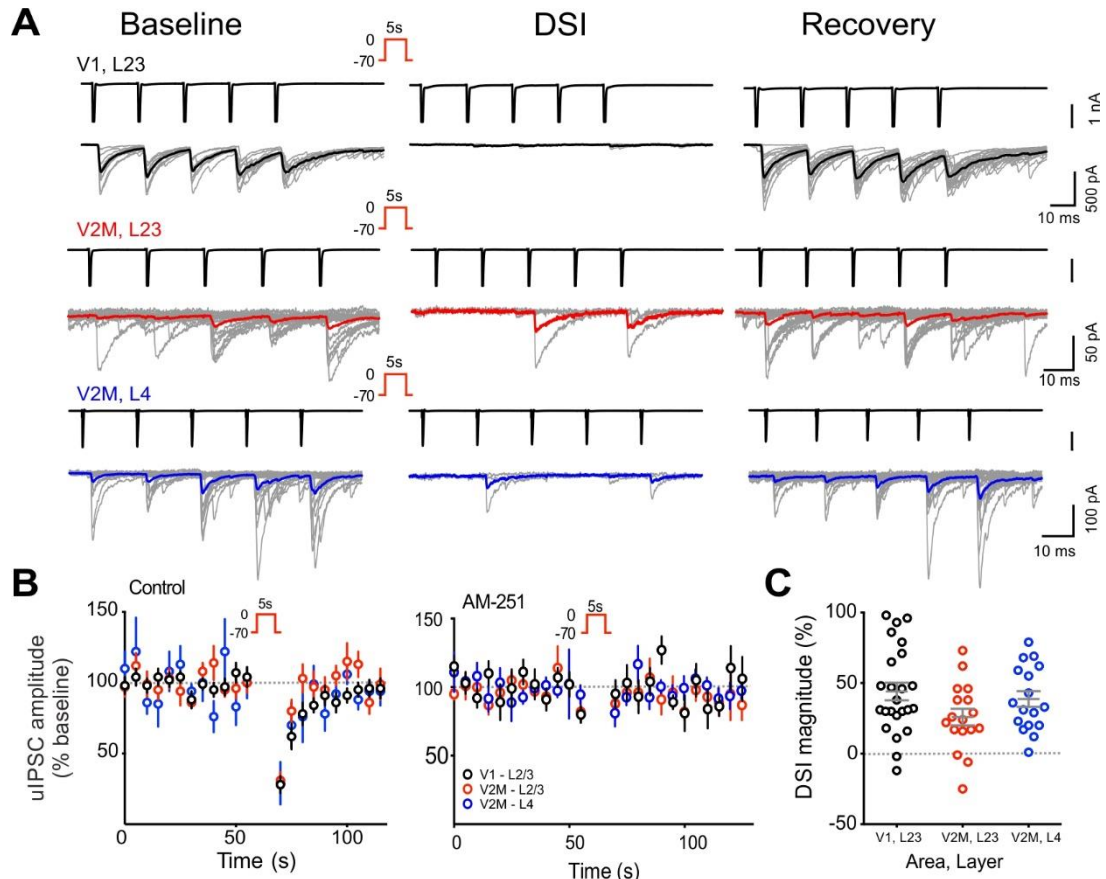 A
Baseline
DSI
Recovery
5s
0
-70
V1, L23
1 nA
500 pA
10 ms
5s
0
-70
V2M, L23
50 pA
10 ms
5s
0
-70
V2M, L4
100 pA
10 ms
B
Control
5s
0
-70
150
100
50
uIPSC amplitude
(% baseline)
0 50 100
Time (s)
AM-251
5s
0
-70
150
100
50
V1 - L2/3
V2M - L2/3
V2M - L4
0 50 100
Time (s)
C
DSI magnitude (%)
100
50
0
-50
V1, L23 V2M, L23 V2M, L4
Area, Layer